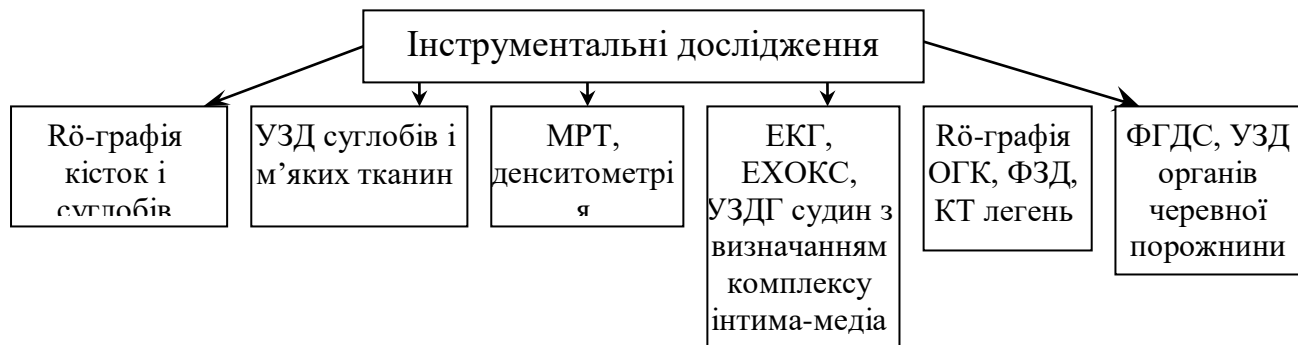 Інструментальні дослідження
Rö-графія
кісток і
суглобів
УЗД суглобів і
м’яких тканин
МРТ,
денситометрі
я
ЕКГ,
ЕХОКС,
УЗДГ судин з
визначанням
комплексу
інтима-медіа
Rö-графія
ОГК, ФЗД,
КТ легень
ФГДС, УЗД
органів
черевної
порожнини